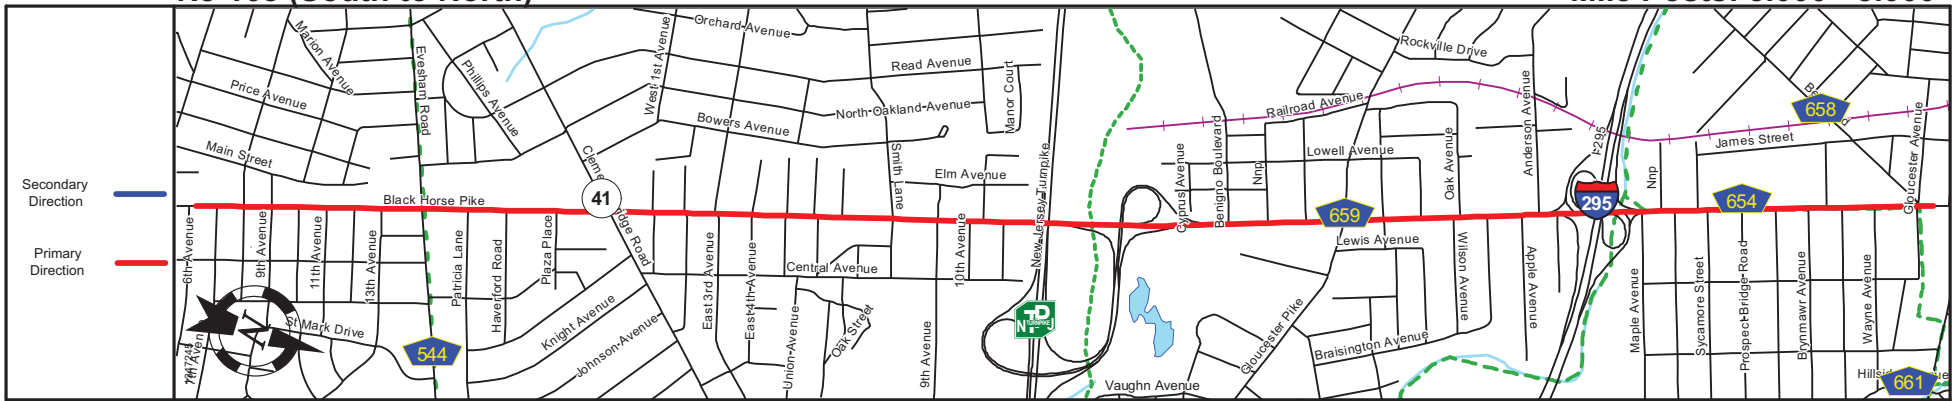 Secondary
Direction
Primary
Direction
Orchard Avenue
Rockville Drive
Marion Avenue
Evesham Road
Phillips Avenue
West 1st Avenue
Read Avenue
Manor Court
Price Avenue
North Oakland Avenue
Railroad Avenue
Bowers Avenue
658
Main Street
Smith Lane
Elm Avenue
Lowell Avenue
Oak Avenue
Anderson Avenue
I-295
James Street
Gloucester Avenue
Cyprus Avenue
Benigno Boulevard
Nnp
Nnp
New Jersey Turnpike
Black Horse Pike
41
659
295
654
6th Avenue
9th Avenue
11th Avenue
13th Avenue
Patricia Lane
Haverford Road
Plaza Place
East 3rd Avenue
East 4th Avenue
Central Avenue
10th Avenue
Lewis Avenue
Wilson Avenue
Apple Avenue
Maple Avenue
Sycamore Street
Prospect Bridge Road
Brynmawr Avenue
Wayne Avenue
St Mark Drive
N
544
Knight Avenue
Johnson Avenue
Union Avenue
Oak Street
9th Avenue
NTPJ
TURNPIKE
Gloucester Pike
Braisington Avenue
Vaughn Avenue
661